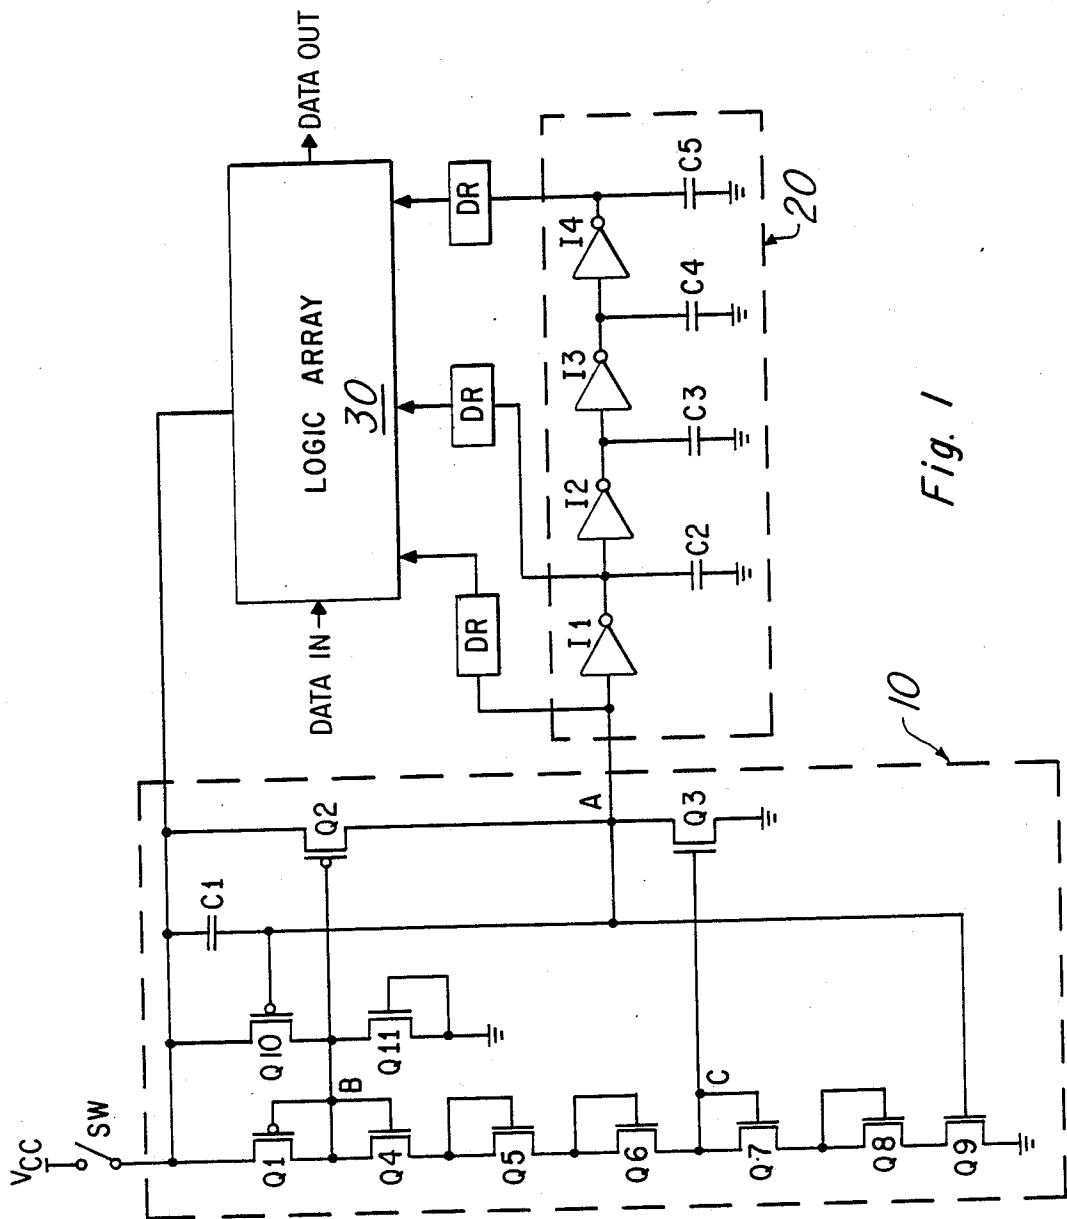 VCC
SW
DATA OUT
DATA IN
LOGIC ARRAY
30
DR
DR
DR
C1
Q10
Q11
Q2
Q1
B
Q4
Q5
Q6
C
Q7
Q8
Q9
A
Q3
10
I1
I2
I3
I4
C2
C3
C4
C5
20
Fig. 1